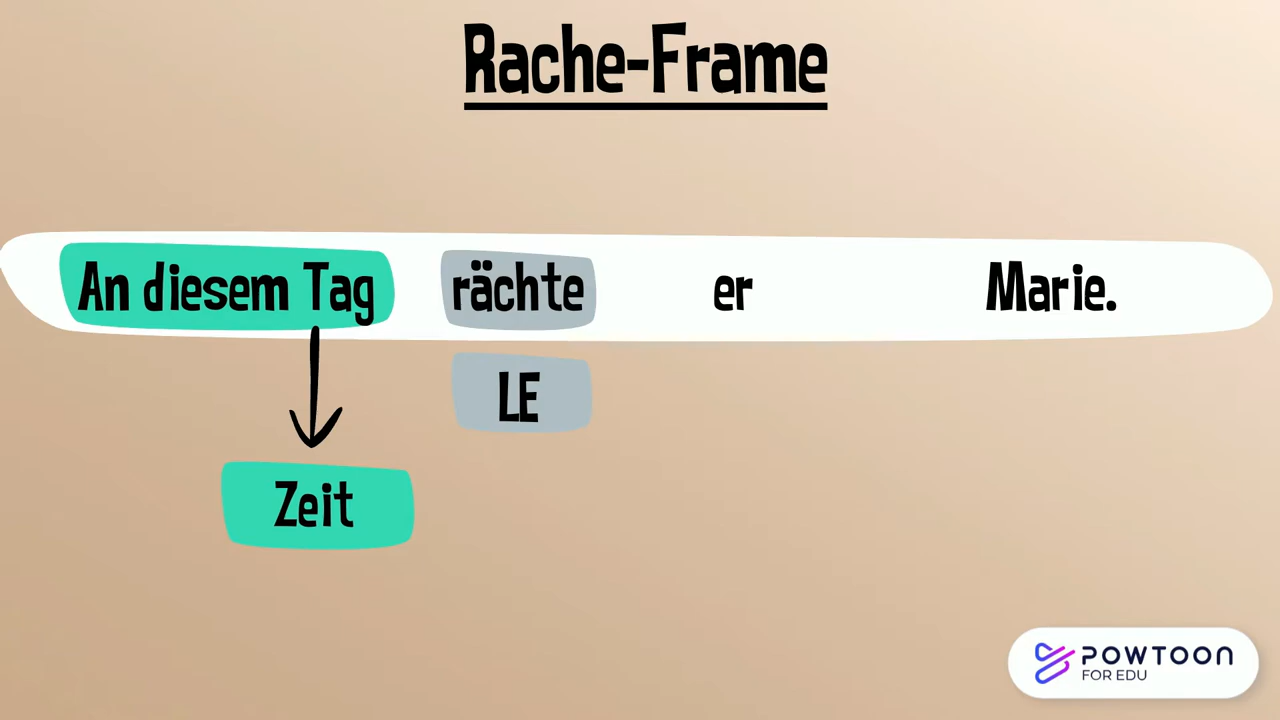 Rache-Frame
An diesem Tag rächte er Marie.
LE
Zeit
POWTOON
FOR EDU